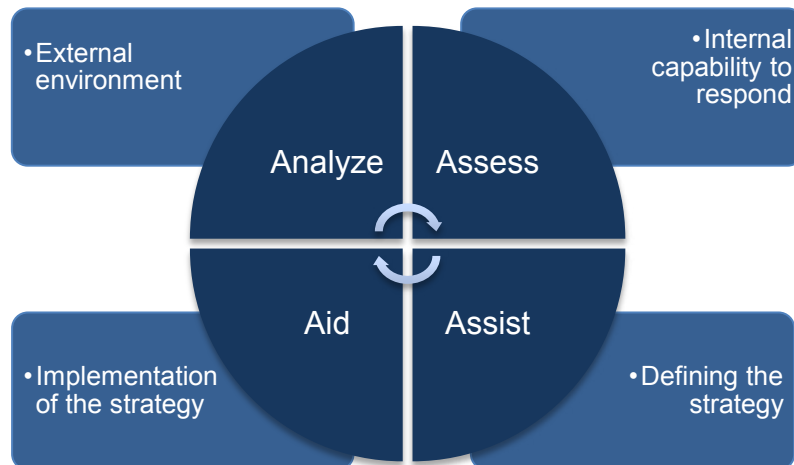 •External
environment
•Internal
capability to
respond
Analyze
Assess
Aid
Assist
•Implementation
of the strategy
•Defining the
strategy